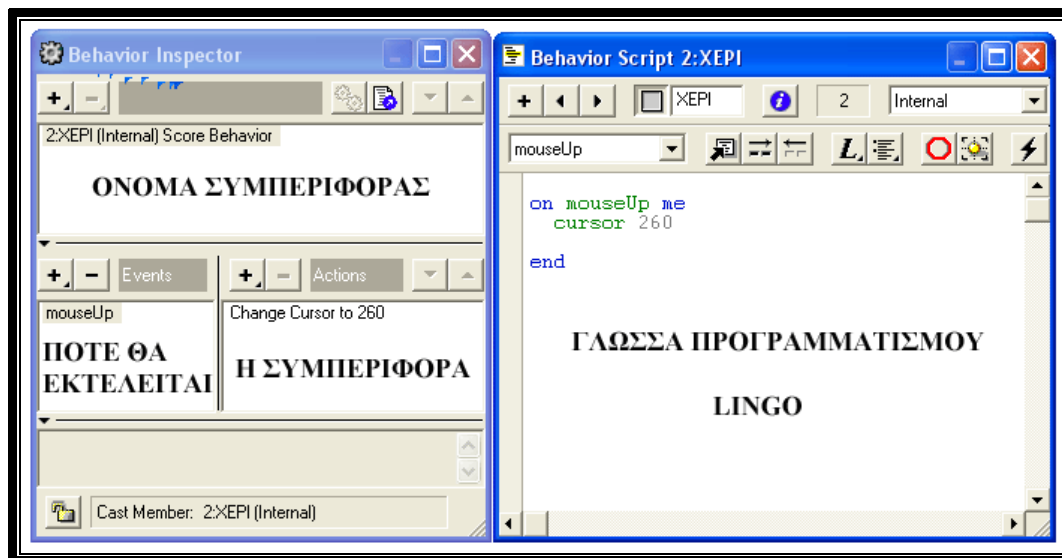 Behavior Inspector
2:XEPI (Internal) Score Behavior
ΟΝΟΜΑ ΣΥΜΠΕΡΙΦΟΡΑΣ
Events
Actions
mouseUp
Change Cursor to 260
ΠΟΤΕ ΘΑ
ΕΚΤΕΛΕΙΤΑΙ
Η ΣΥΜΠΕΡΙΦΟΡΑ
Cast Member: 2:XEPI (Internal)
Behavior Script 2:XEPI
XEPI
2
Internal
mouseUp
L
on mouseUp me
cursor 260
end
ΓΛΩΣΣΑ ΠΡΟΓΡΑΜΜΑΤΙΣΜΟΥ
LINGO